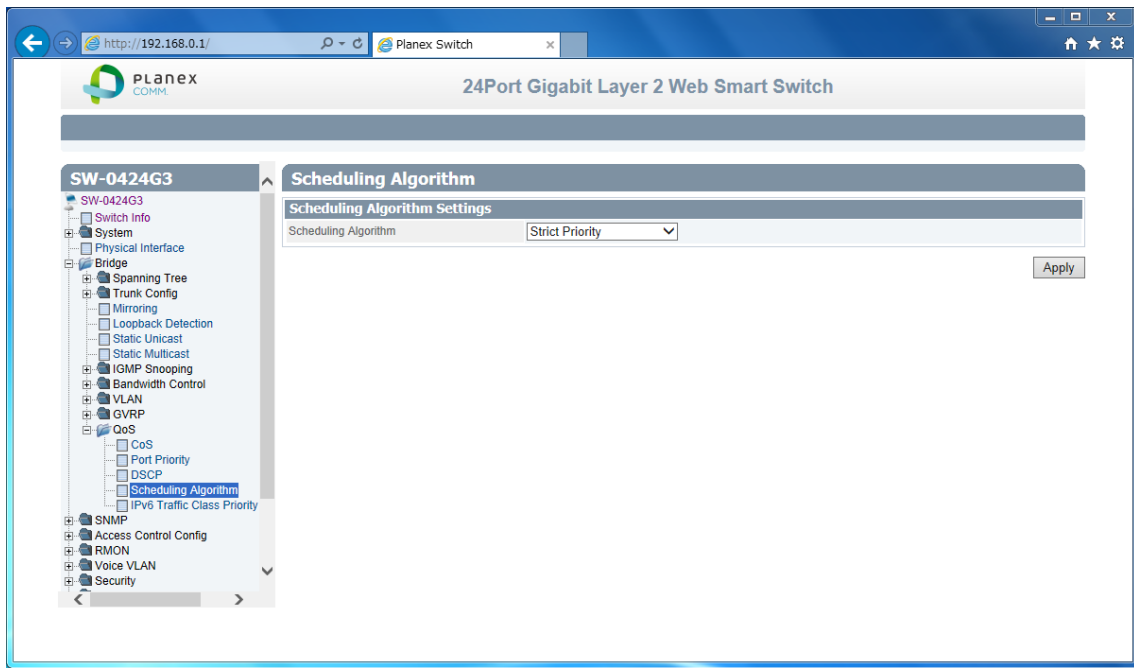 http://192.168.0.1/
Planex Switch
PLANEX
COMM.
24Port Gigabit Layer 2 Web Smart Switch
SW-0424G3
SW-0424G3
Switch Info
System
Physical Interface
Bridge
Spanning Tree
Trunk Config
Mirroring
Loopback Detection
Static Unicast
Static Multicast
IGMP Snooping
Bandwidth Control
VLAN
GVRP
QoS
CoS
Port Priority
DSCP
Scheduling Algorithm
IPv6 Traffic Class Priority
SNMP
Access Control Config
RMON
Voice VLAN
Security
Scheduling Algorithm
Scheduling Algorithm Settings
Scheduling Algorithm Strict Priority
Apply